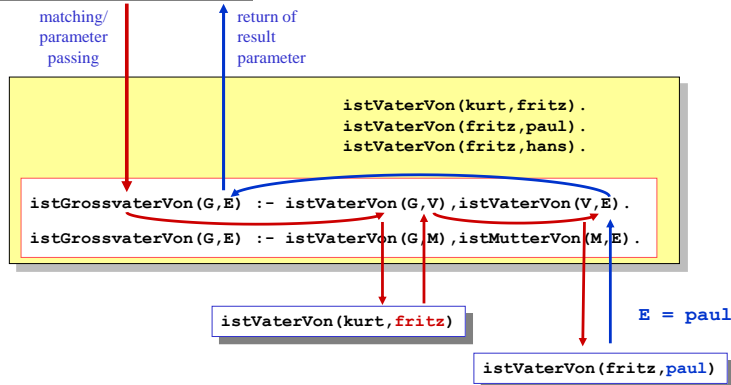 matching/
parameter
passing
return of
result
parameter
istVaterVon(kurt,fritz).
istVaterVon(fritz,paul).
istVaterVon(fritz,hans).
istGrossvaterVon(G,E) :- istVaterVon(G,V),istVaterVon(V,E).
istGrossvaterVon(G,E) :- istVaterVon(G,M),istMutterVon(M,E).
istVaterVon(kurt,fritz)
E = paul
istVaterVon(fritz,paul)